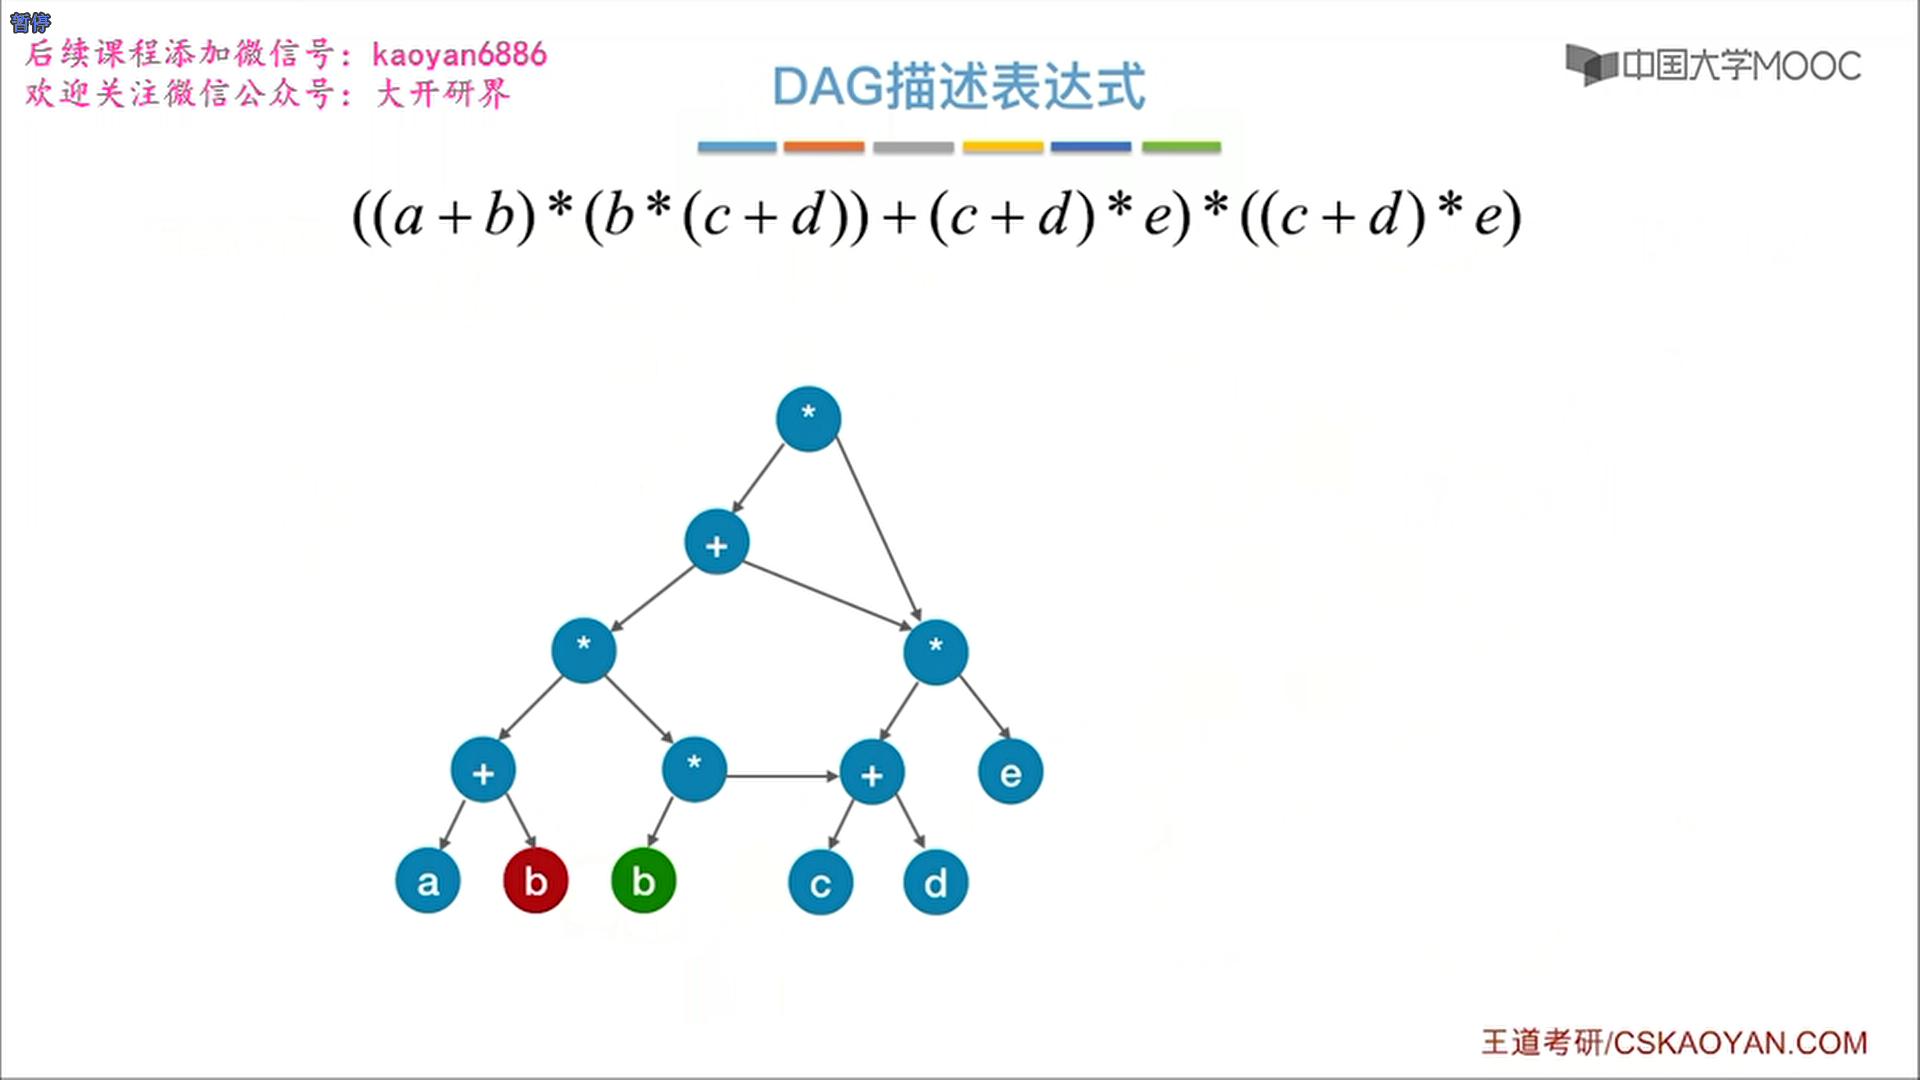 暂停
后续课程添加微信号：kaoyan6886
欢迎关注微信公众号：大开研界
中国大学MOOC
DAG描述表达式
((a+b)*(b*(c+d))+(c+d)*e)*((c+d)*e)
*
+
* *
+ * + e
a b b c d
王道考研/CSKAOYAN.COM